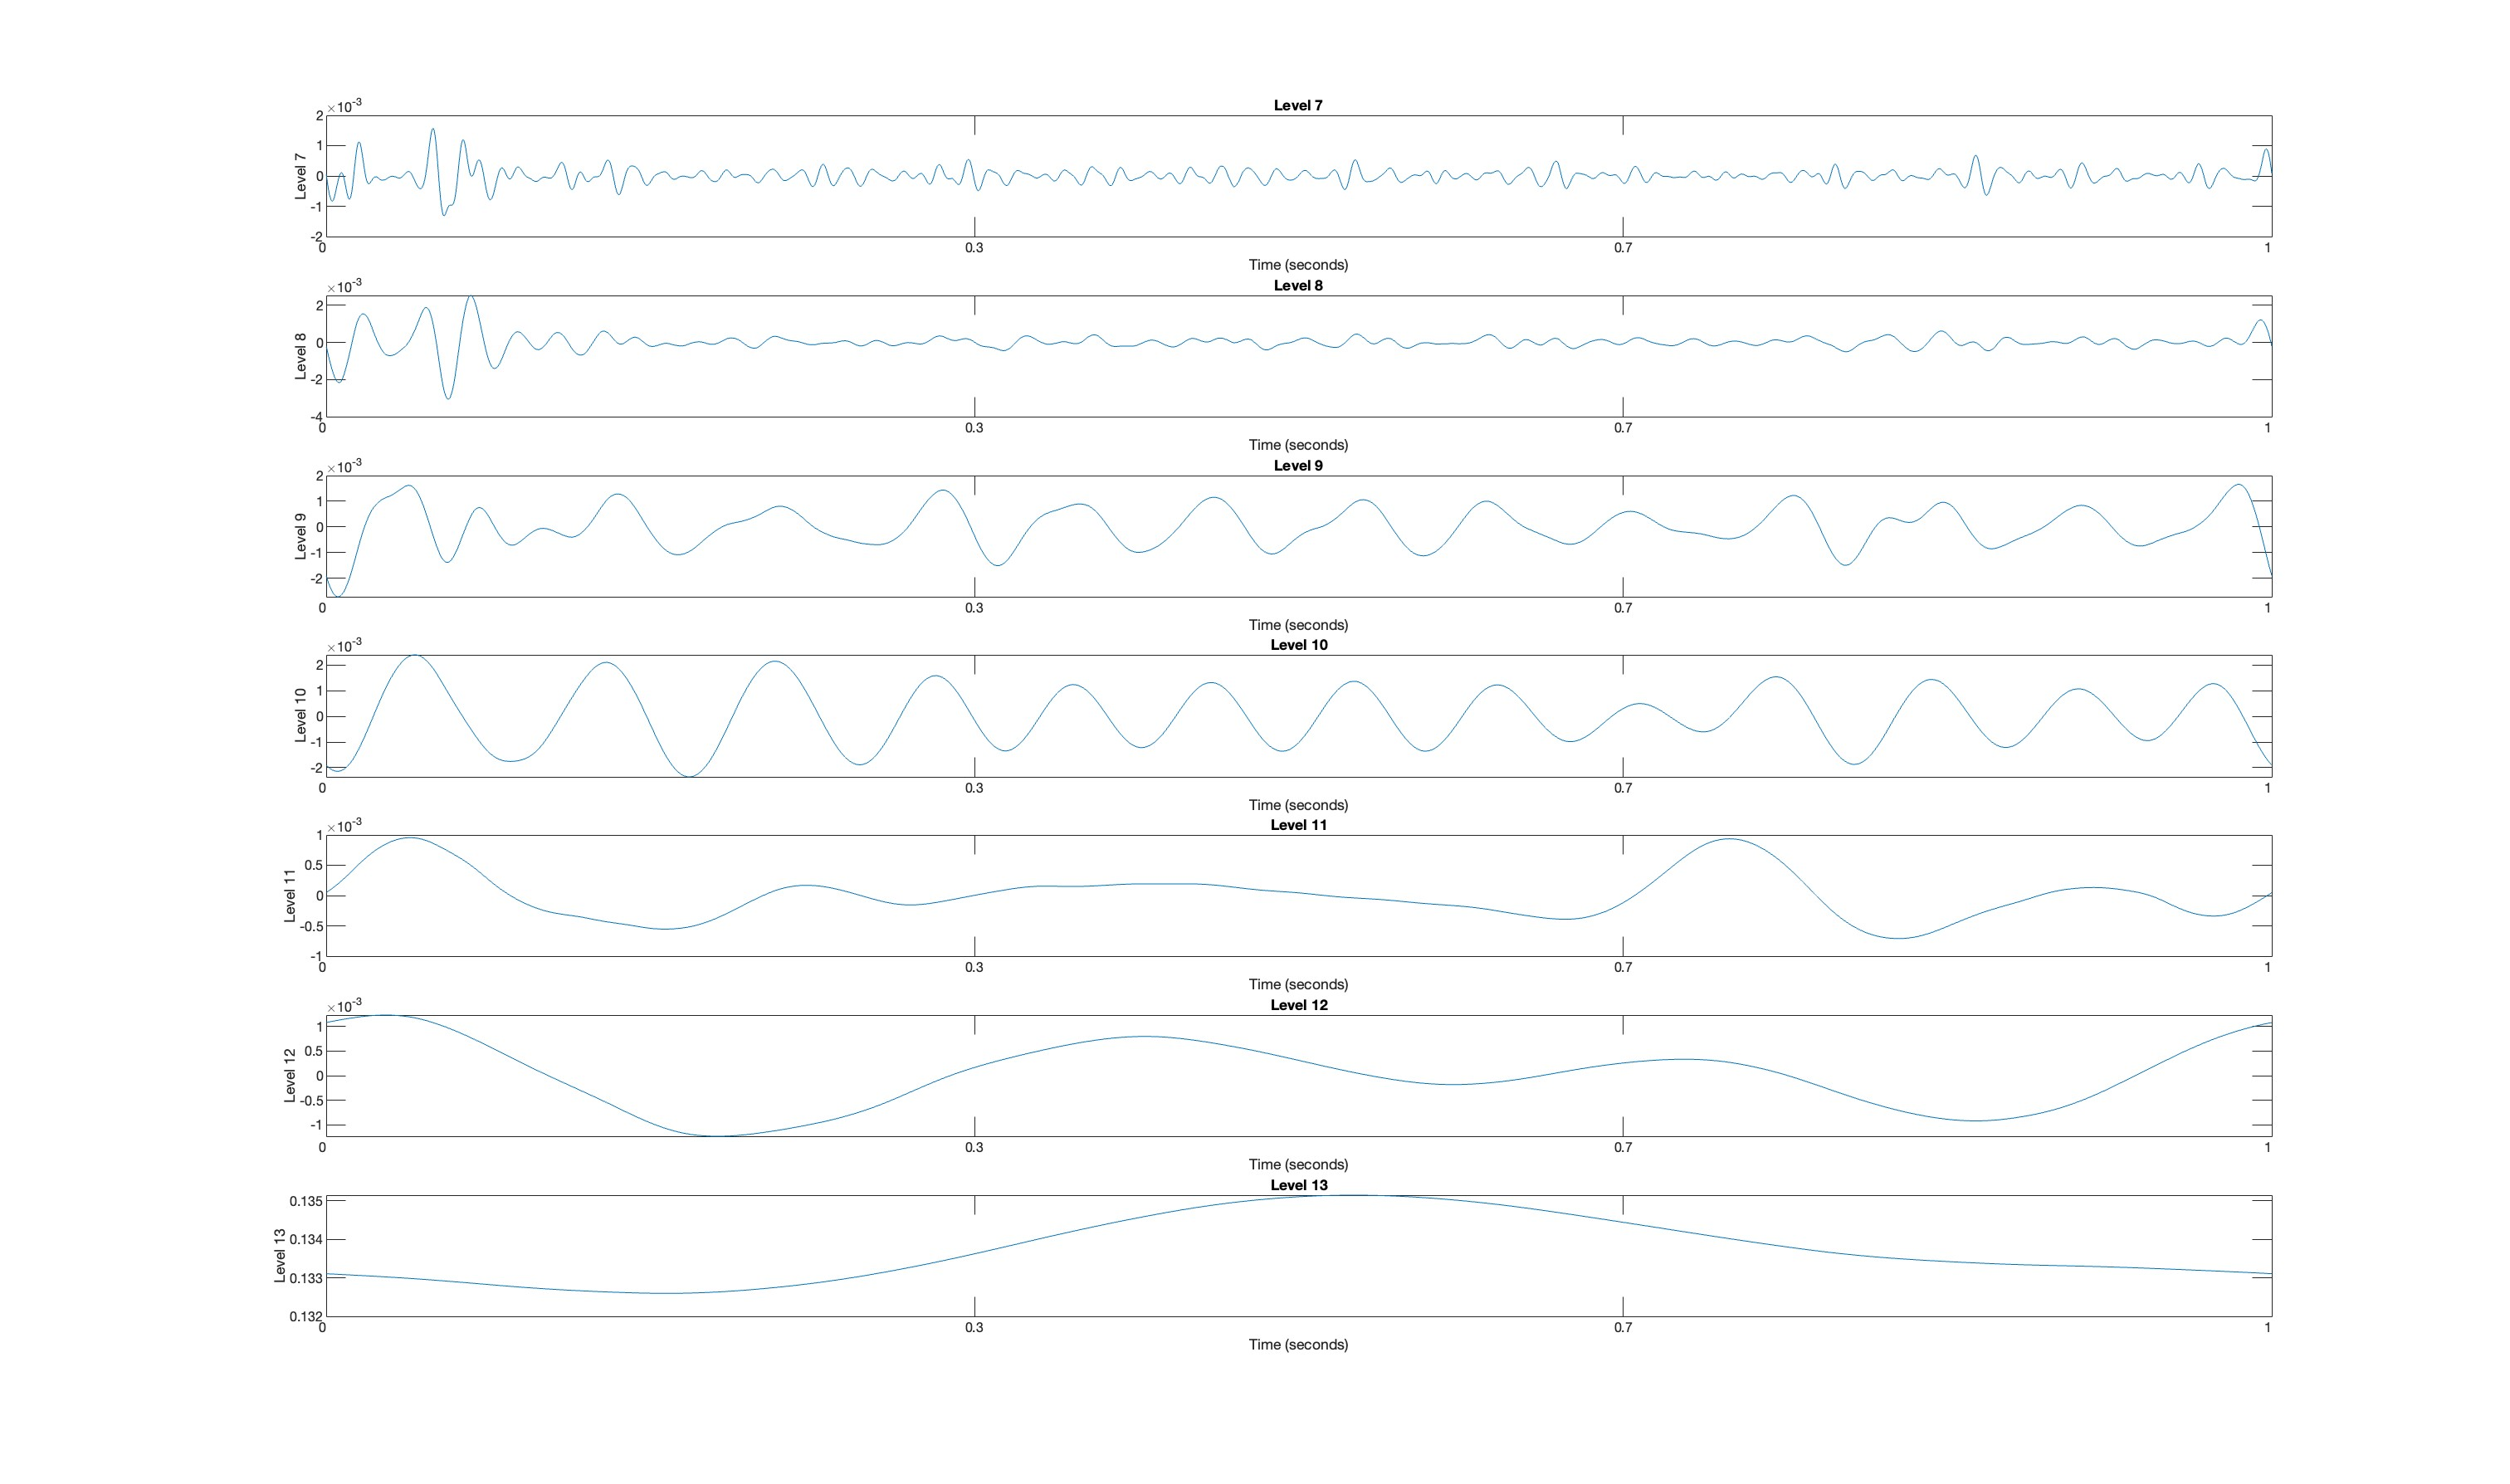 ×10-3
Level 7
2
1
0
-1
-2
Level 7
0 0.3 0.7 1
Time (seconds)
×10-3
Level 8
2
0
-2
-4
Level 8
0 0.3 0.7 1
Time (seconds)
×10-3
Level 9
2
1
0
-1
-2
Level 9
0 0.3 0.7 1
Time (seconds)
×10-3
Level 10
2
1
0
-1
-2
Level 10
0 0.3 0.7 1
Time (seconds)
×10-3
Level 11
1
0.5
0
-0.5
-1
Level 11
0 0.3 0.7 1
Time (seconds)
×10-3
Level 12
1
0.5
0
-0.5
-1
Level 12
0 0.3 0.7 1
Time (seconds)
Level 13
0.135
0.134
0.133
0.132
Level 13
0 0.3 0.7 1
Time (seconds)